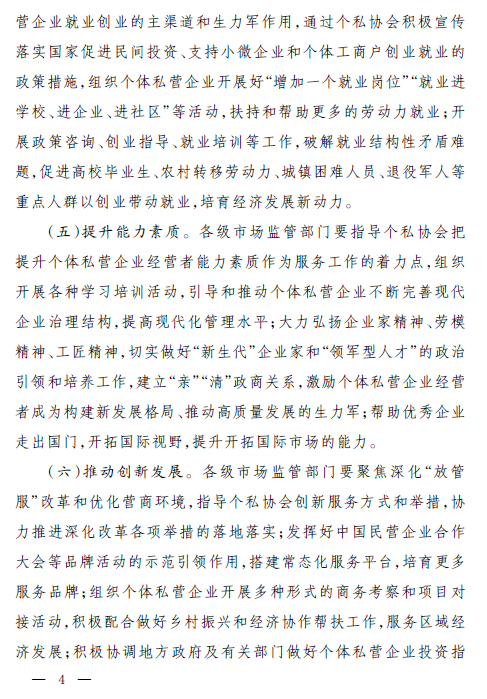 营企业就业创业的主渠道和生力军作用，通过个私协会积极宣传
落实国家促进民间投资、支持小微企业和个体工商户创业就业的
政策措施，组织个体私营企业开展好“增加一个就业岗位”“就业进
学校、进企业、进社区”等活动，扶持和帮助更多的劳动力就业；开
展政策咨询、创业指导、就业培训等工作，破解就业结构性矛盾难
题，促进高校毕业生、农村转移劳动力、城镇困难人员、退役军人等
重点人群以创业带动就业，培育经济发展新动力。
（五）提升能力素质。各级市场监管部门要指导个私协会把
提升个体私营企业经营者能力素质作为服务工作的着力点，组织
开展各种学习培训活动，引导和推动个体私营企业不断完善现代
企业治理结构，提高现代化管理水平；大力弘扬企业家精神、劳模
精神、工匠精神，切实做好“新生代”企业家和“领军型人才”的政治
引领和培养工作，建立“亲”“清”政商关系，激励个体私营企业经营
者成为构建新发展格局、推动高质量发展的生力军；帮助优秀企业
走出国门，开拓国际视野，提升开拓国际市场的能力。
（六）推动创新发展。各级市场监管部门要聚焦深化“放管
服”改革和优化营商环境，指导个私协会创新服务方式和举措，协
力推进深化改革各项举措的落地落实；发挥好中国民营企业合作
大会等品牌活动的示范引领作用，搭建常态化服务平台，培育更多
服务品牌；组织个体私营企业开展多种形式的商务考察和项目对
接活动，积极配合做好乡村振兴和经济协作帮扶工作，服务区域经
济发展；积极协调地方政府及有关部门做好个体私营企业投资指
— 4 —